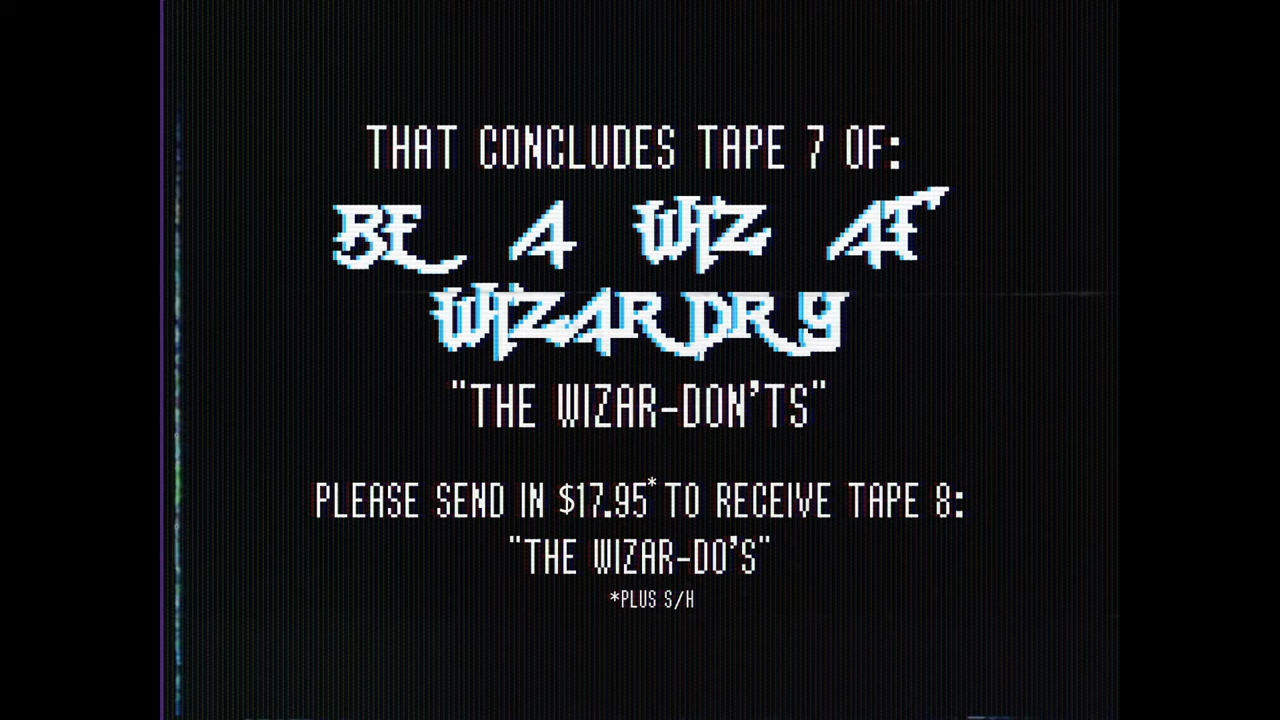 THAT CONCLUDES TAPE 7 OF:
BE A WIZ AT
WIZARDRY
"THE WIZAR-DON'TS"
PLEASE SEND IN $17.95* TO RECEIVE TAPE 8:
"THE WIZAR-DO'S"
*PLUS S/H